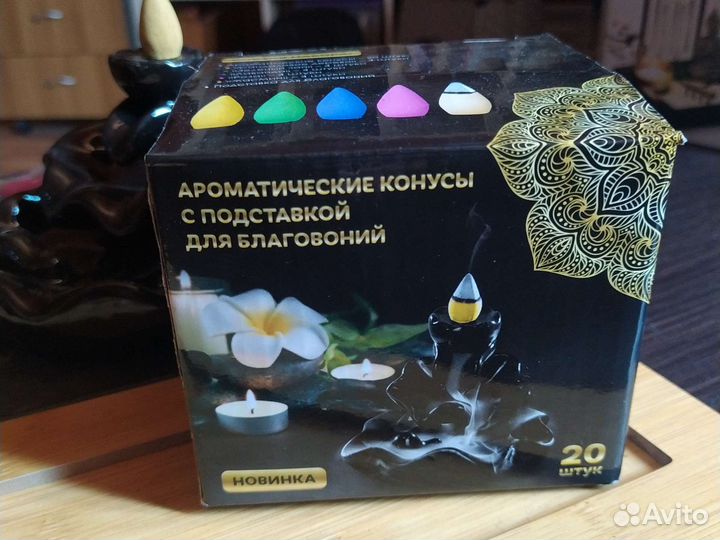 АРОМАТИЧЕСКИЕ КОНУСЫ
С ПОДСТАВКОЙ
ДЛЯ БЛАГОВОНИЙ
НОВИНКА
20
ШТУК
Avito